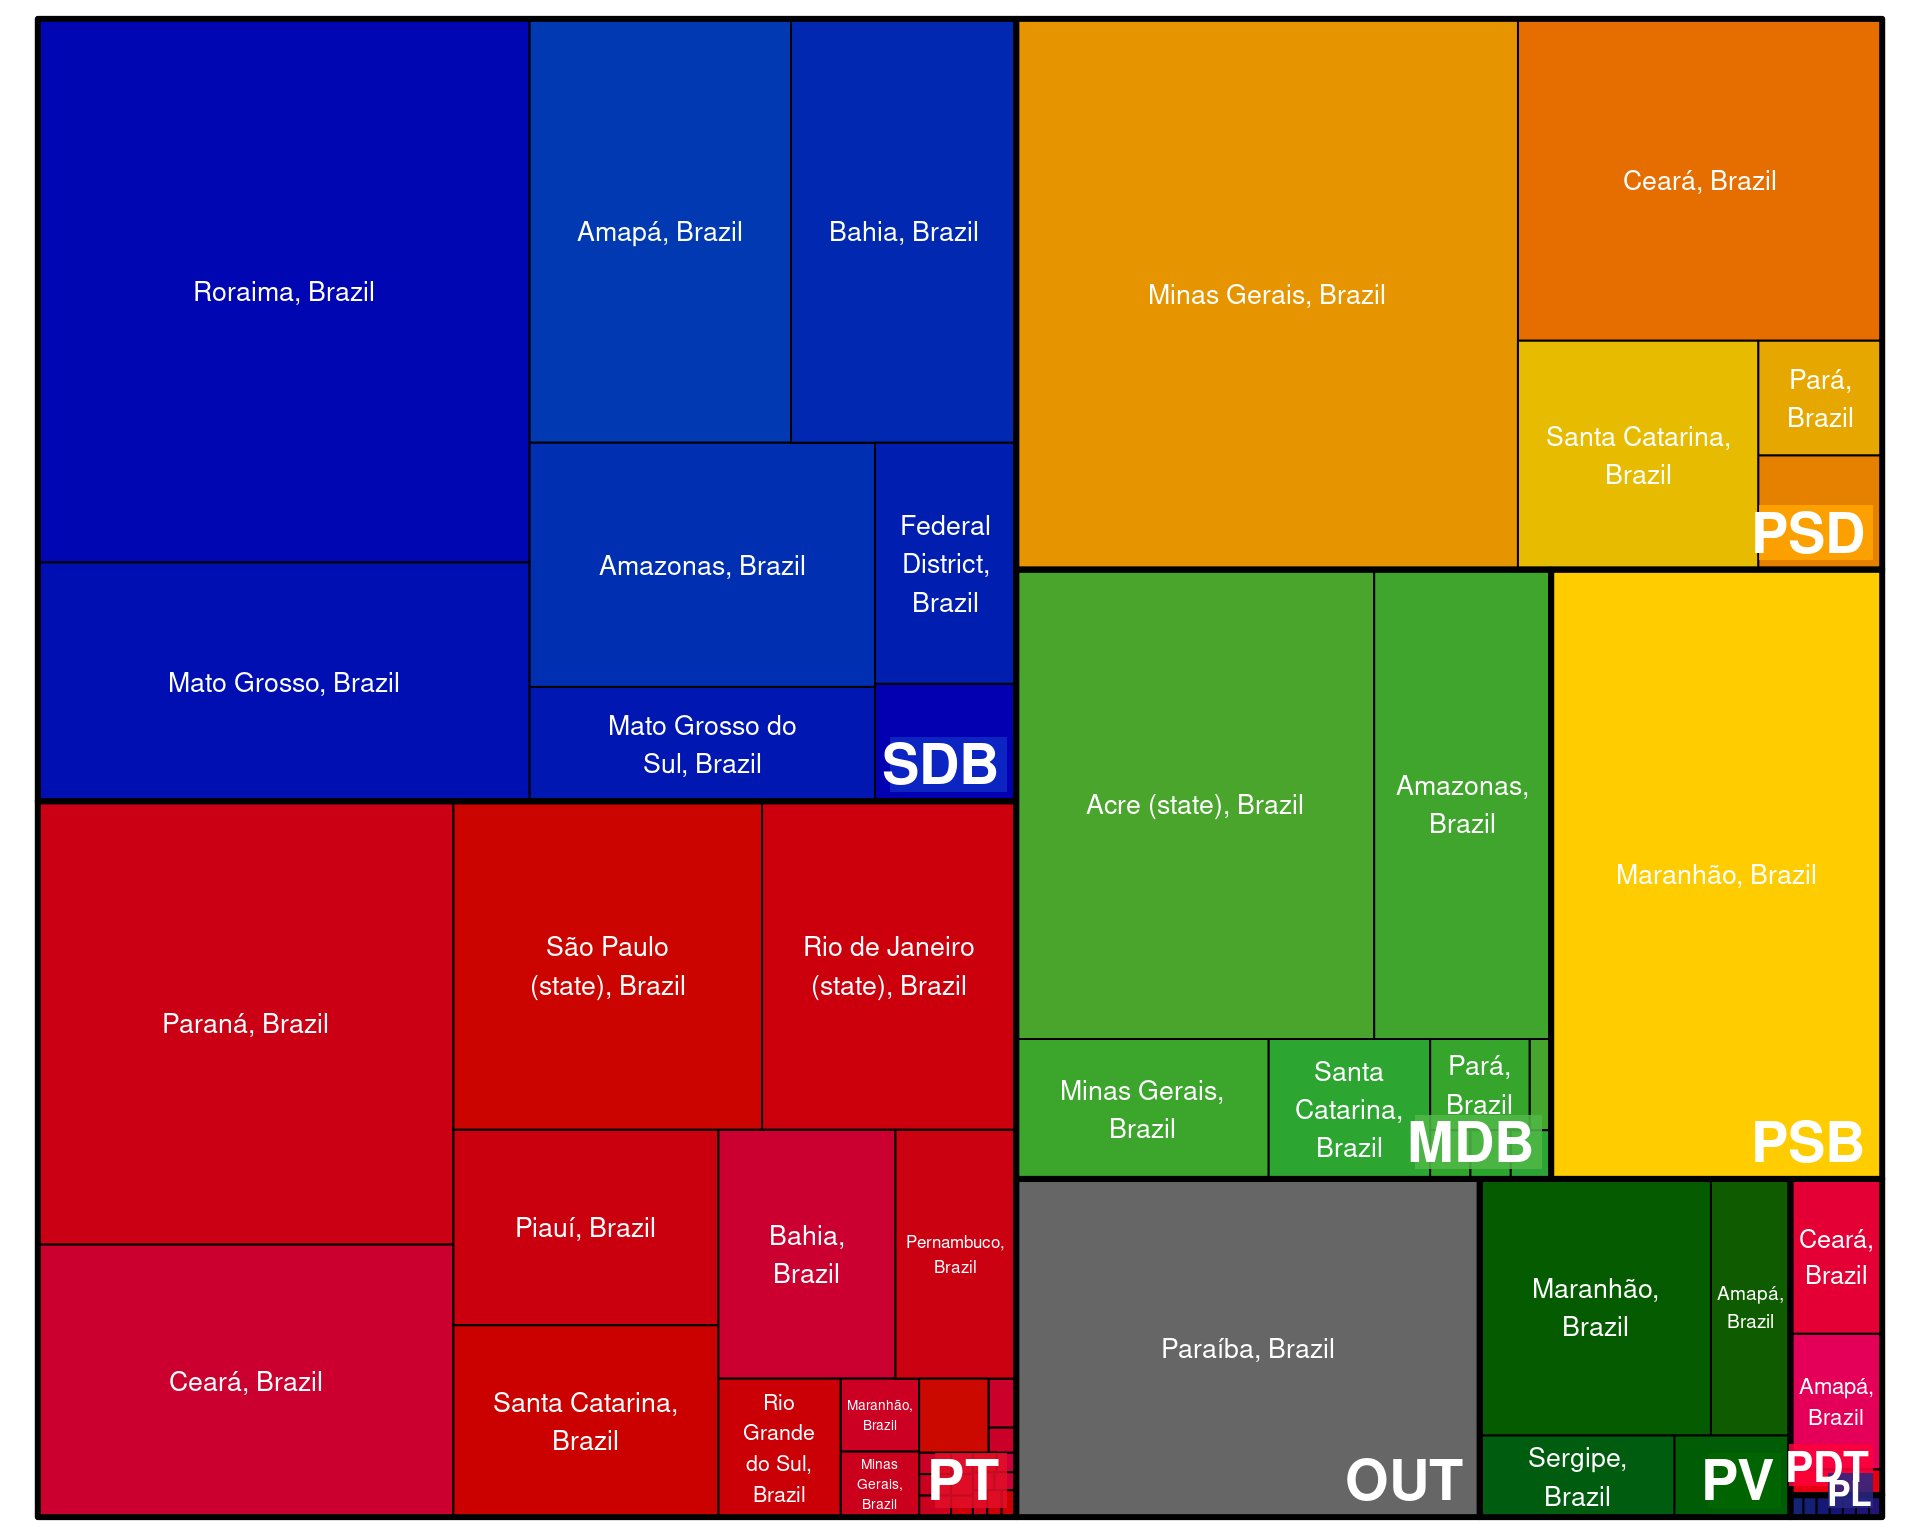 Roraima, Brazil
Amapá, Brazil
Bahia, Brazil
Amazonas, Brazil
Federal
District,
Brazil
Mato Grosso, Brazil
Mato Grosso do
Sul, Brazil
SDB
Minas Gerais, Brazil
Ceará, Brazil
Santa Catarina,
Brazil
Pará,
Brazil
PSD
Acre (state), Brazil
Amazonas,
Brazil
Minas Gerais,
Brazil
Santa
Catarina,
Brazil
Pará,
Brazil
MDB
Maranhão, Brazil
PSB
Paraná, Brazil
São Paulo
(state), Brazil
Rio de Janeiro
(state), Brazil
Piauí, Brazil
Bahia,
Brazil
Pernambuco,
Brazil
Ceará, Brazil
Santa Catarina,
Brazil
Rio
Grande
do Sul,
Brazil
Maranhão,
Brazil
Minas
Gerais,
Brazil
PT
Paraíba, Brazil
OUT
Maranhão,
Brazil
Amapá,
Brazil
Sergipe,
Brazil
PV
Ceará,
Brazil
Amapá,
Brazil
PDT
PL